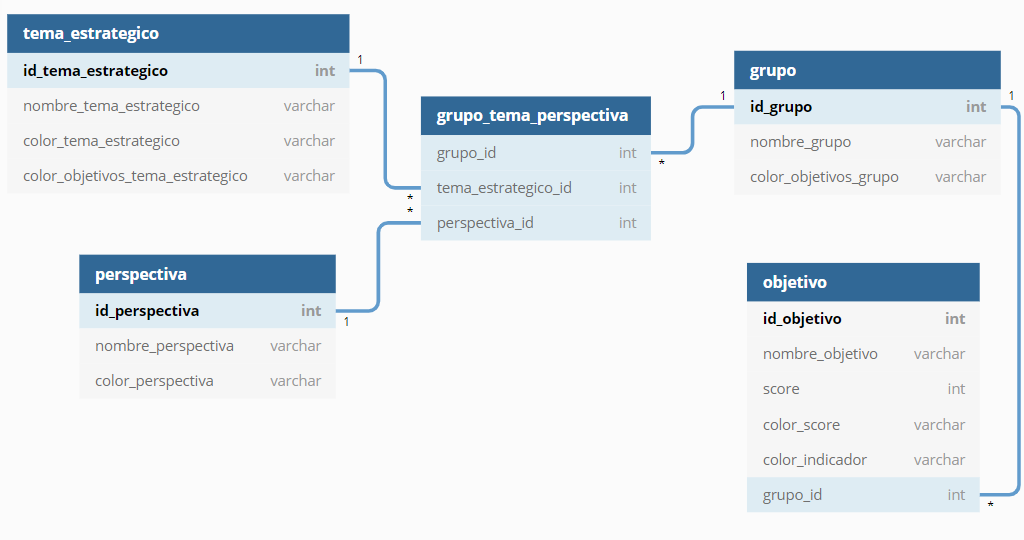 tema_estrategico
id_tema_estrategico int
nombre_tema_estrategico varchar
color_tema_estrategico varchar
color_objetivos_tema_estrategico varchar
1
*
grupo_tema_perspectiva
grupo_id int
tema_estrategico_id int
perspectiva_id int
*
*
1
grupo
id_grupo int
nombre_grupo varchar
color_objetivos_grupo varchar
1
perspectiva
id_perspectiva int
nombre_perspectiva varchar
color_perspectiva varchar
1
objetivo
id_objetivo int
nombre_objetivo varchar
score int
color_score varchar
color_indicador varchar
grupo_id int
*